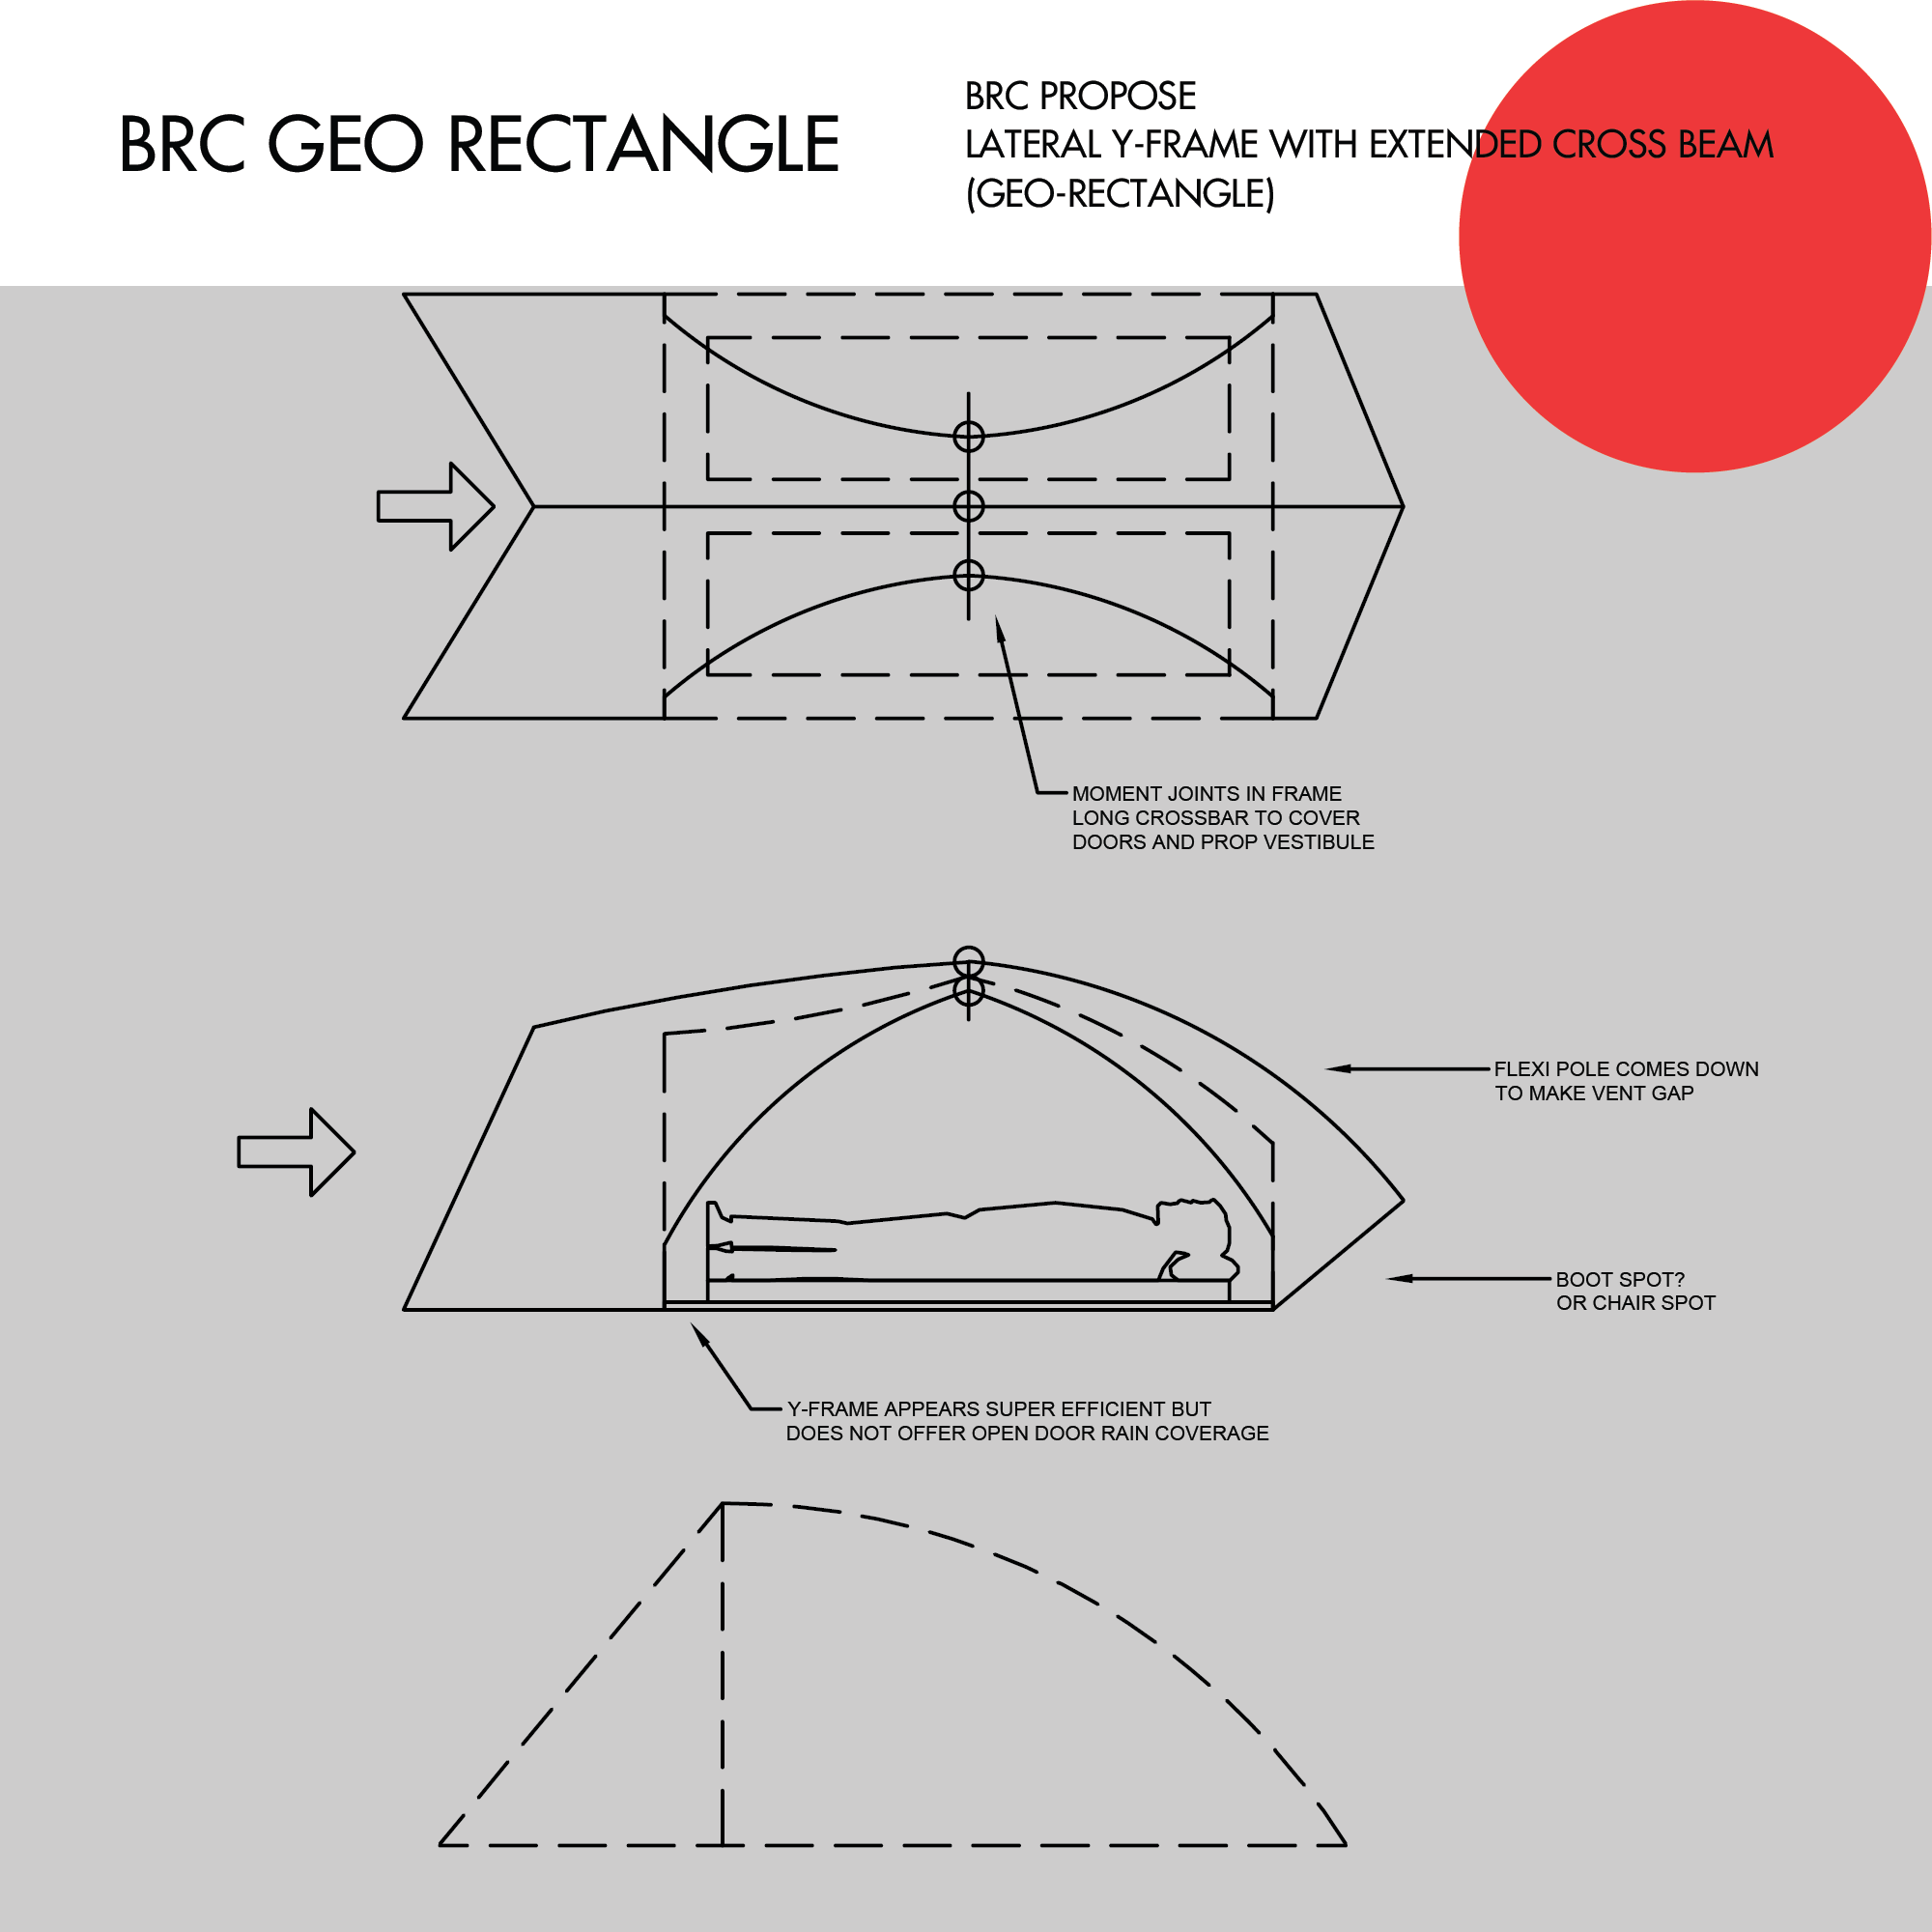 BRC GEO RECTANGLE
BRC PROPOSE
LATERAL Y-FRAME WITH EXTENDED CROSS BEAM
(GEO-RECTANGLE)
MOMENT JOINTS IN FRAME
LONG CROSSBAR TO COVER
DOORS AND PROP VESTIBULE
FLEXI POLE COMES DOWN
TO MAKE VENT GAP
BOOT SPOT?
OR CHAIR SPOT
Y-FRAME APPEARS SUPER EFFICIENT BUT
DOES NOT OFFER OPEN DOOR RAIN COVERAGE